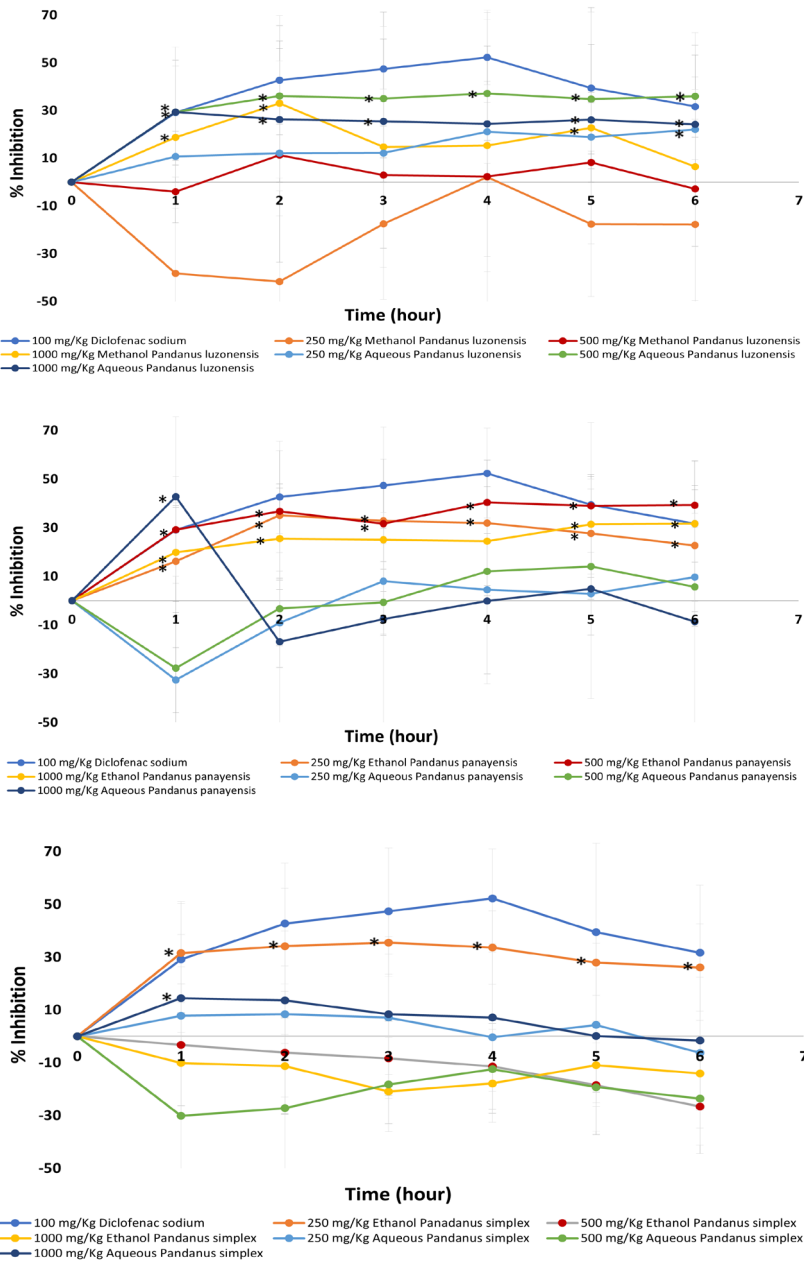 70
50
30
10
-10
-30
-50
% Inhibition
* * * * * * *
* * * * *
* * *
0 1 2 3 4 5 6 7
Time (hour)
100 mg/Kg Diclofenac sodium 250 mg/Kg Methanol Pandanus luzonensis 500 mg/Kg Methanol Pandanus luzonensis
1000 mg/Kg Methanol Pandanus luzonensis 250 mg/Kg Aqueous Pandanus luzonensis 500 mg/Kg Aqueous Pandanus luzonensis
1000 mg/Kg Aqueous Pandanus luzonensis
70
50
30
10
-10
-30
-50
% Inhibition
* * * * * *
* * * * * *
* * * * *
0 1 2 3 4 5 6 7
Time (hour)
100 mg/Kg Diclofenac sodium 250 mg/Kg Ethanol Pandanus panayensis 500 mg/Kg Ethanol Pandanus panayensis
1000 mg/Kg Ethanol Pandanus panayensis 250 mg/Kg Aqueous Pandanus panayensis 500 mg/Kg Aqueous Pandanus panayensis
1000 mg/Kg Aqueous Pandanus panayensis
70
50
30
10
-10
-30
-50
% Inhibition
* * * * * *
*
0 1 2 3 4 5 6 7
Time (hour)
100 mg/Kg Diclofenac sodium 250 mg/Kg Ethanol Panadanus simplex 500 mg/Kg Ethanol Pandanus simplex
1000 mg/Kg Ethanol Pandanus simplex 250 mg/Kg Aqueous Pandanus simplex 500 mg/Kg Aqueous Pandanus simplex
1000 mg/Kg Aqueous Pandanus simplex